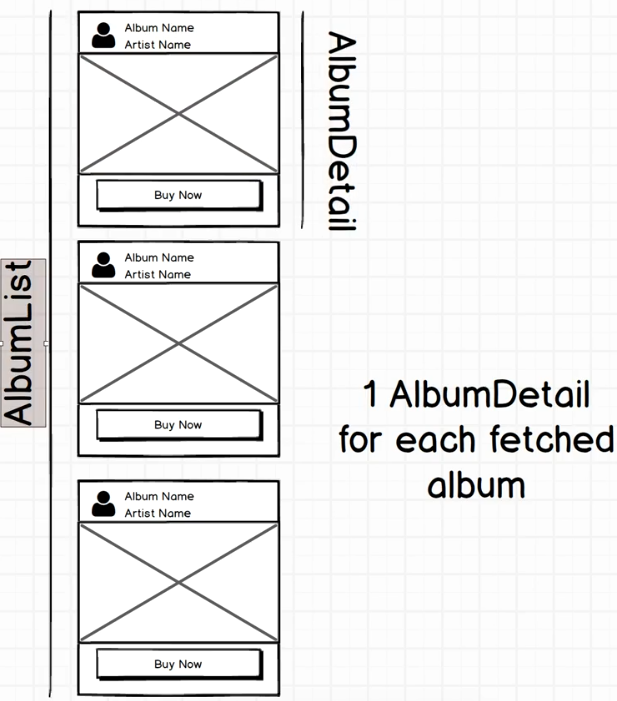 AlbumList
Album Name
Artist Name
Buy Now
AlbumDetail
Album Name
Artist Name
Buy Now
1 AlbumDetail
for each fetched
album
Album Name
Artist Name
Buy Now